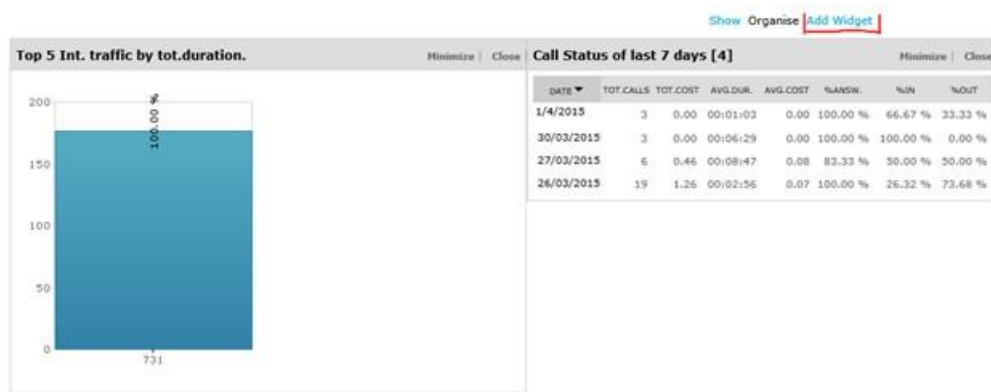 Show Organise Add Widget
Top 5 Int. traffic by tot.duration.
Minimize | Close
200
150
100
50
0
100.00 %
731
Call Status of last 7 days [4]
Minimize | Close
DATE TOT.CALLS TOT.COST AVG.DUR. AVG.COST %ANSW. %IN %OUT
1/4/2015 3 0.00 00:01:03 0.00 100.00 % 66.67 % 33.33 %
30/03/2015 3 0.00 00:06:29 0.00 100.00 % 100.00 % 0.00 %
27/03/2015 6 0.46 00:08:47 0.08 83.33 % 50.00 % 50.00 %
26/03/2015 19 1.26 00:02:56 0.07 100.00 % 26.32 % 73.68 %